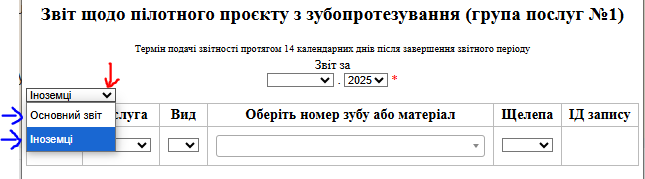 Звіт щодо пілотного проєкту з зубопротезування (група послуг №1)
Термін подачі звітності протягом 14 календарних днів після завершення звітного періоду
Звіт за
. 2025 *
Іноземці
Основний звіт
Іноземці
Вид Оберіть номер зубу або матеріал Щелепа ІД запису